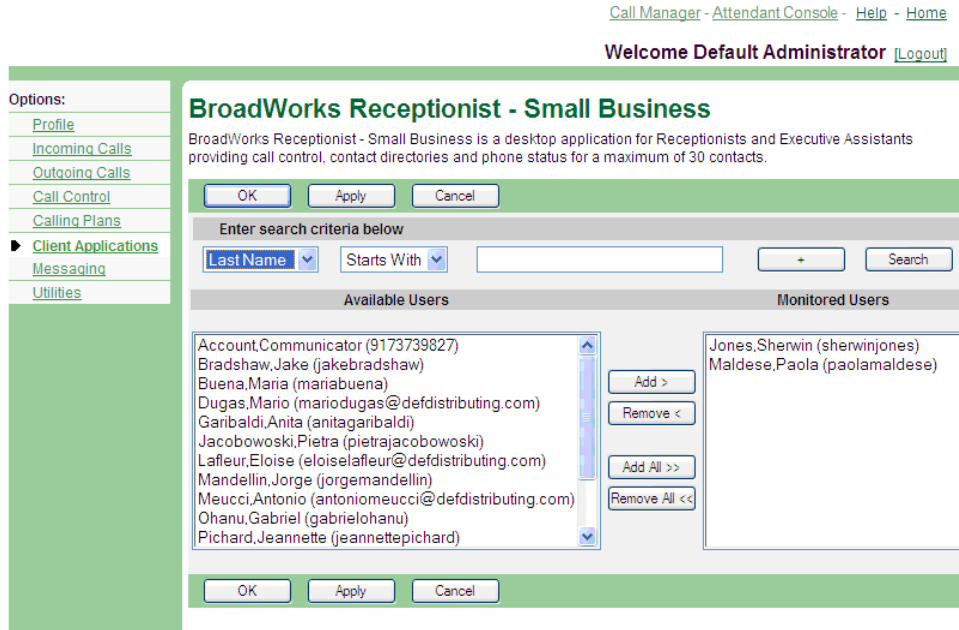 Call Manager - Attendant Console - Help - Home
Welcome Default Administrator [Logout]
Options:
Profile
Incoming Calls
Outgoing Calls
Call Control
Calling Plans
Client Applications
Messaging
Utilities
BroadWorks Receptionist - Small Business
BroadWorks Receptionist - Small Business is a desktop application for Receptionists and Executive Assistants
providing call control, contact directories and phone status for a maximum of 30 contacts.
OK Apply Cancel
Enter search criteria below
Last Name Starts With + Search
Available Users Monitored Users
Account,Communicator (9173739827)
Bradshaw,Jake (jakebradshaw)
Buena,Maria (mariabuena)
Dugas,Mario (mariodugas@defdistributing.com)
Garibaldi,Anita (anitagaribaldi)
Jacobowoski,Pietra (pietrajacobowoski)
Lafleur,Eloise (eloiselafleur@defdistributing.com)
Mandellin,Jorge (jorgemandellin)
Meucci,Antonio (antoniomeucci@defdistributing.com)
Ohanu,Gabriel (gabrielohanu)
Pichard,Jeannette (jeannettepichard)
Add >
Remove <
Add All >>
Remove All <<
Jones,Sherwin (sherwinjones)
Maldese,Paola (paolamaldese)
OK Apply Cancel